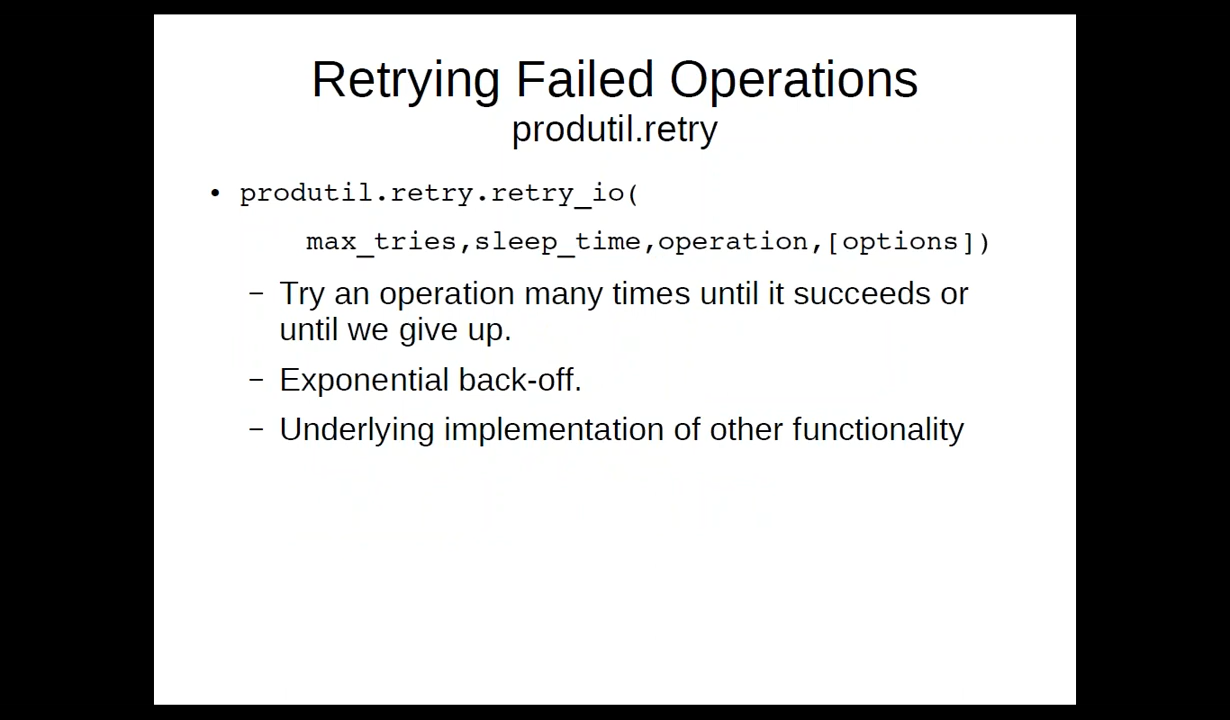 Retrying Failed Operations
produtil.retry
• produtil.retry.retry_io(
max_tries,sleep_time,operation,[options])
– Try an operation many times until it succeeds or
until we give up.
– Exponential back-off.
– Underlying implementation of other functionality